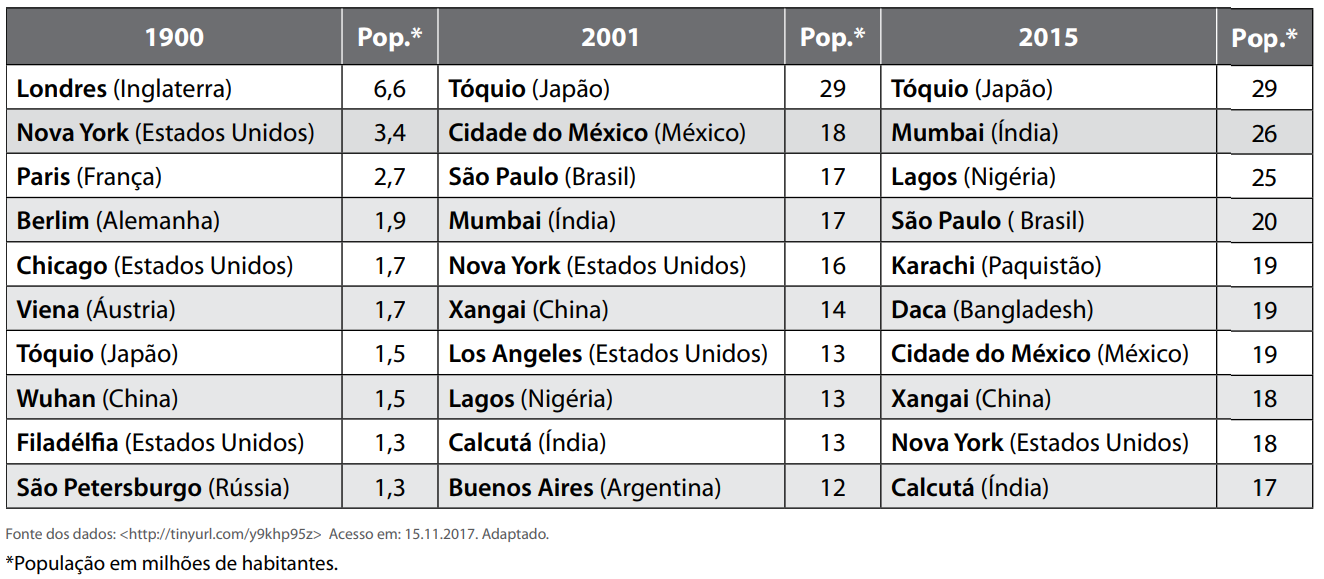 1900 Pop.* 2001 Pop.* 2015 Pop.*
Londres (Inglaterra) 6,6 Tóquio (Japão) 29 Tóquio (Japão) 29
Nova York (Estados Unidos) 3,4 Cidade do México (México) 18 Mumbai (Índia) 26
Paris (França) 2,7 São Paulo (Brasil) 17 Lagos (Nigéria) 25
Berlim (Alemanha) 1,9 Mumbai (Índia) 17 São Paulo ( Brasil) 20
Chicago (Estados Unidos) 1,7 Nova York (Estados Unidos) 16 Karachi (Paquistão) 19
Viena (Áustria) 1,7 Xangai (China) 14 Daca (Bangladesh) 19
Tóquio (Japão) 1,5 Los Angeles (Estados Unidos) 13 Cidade do México (México) 19
Wuhan (China) 1,5 Lagos (Nigéria) 13 Xangai (China) 18
Filadélfia (Estados Unidos) 1,3 Calcutá (Índia) 13 Nova York (Estados Unidos) 18
São Petersburgo (Rússia) 1,3 Buenos Aires (Argentina) 12 Calcutá (Índia) 17
Fonte dos dados: <http://tinyurl.com/y9khp95z> Acesso em: 15.11.2017. Adaptado.
*População em milhões de habitantes.